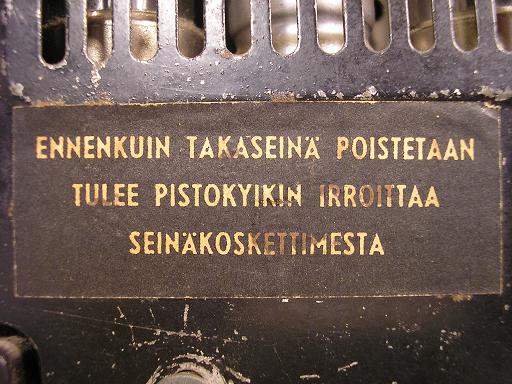 ENNENKUIN TAKASEINÄ POISTETAAN
TULEE PISTOKYIKIN IRROITTAA
SEINÄKOSKETTIMESTA